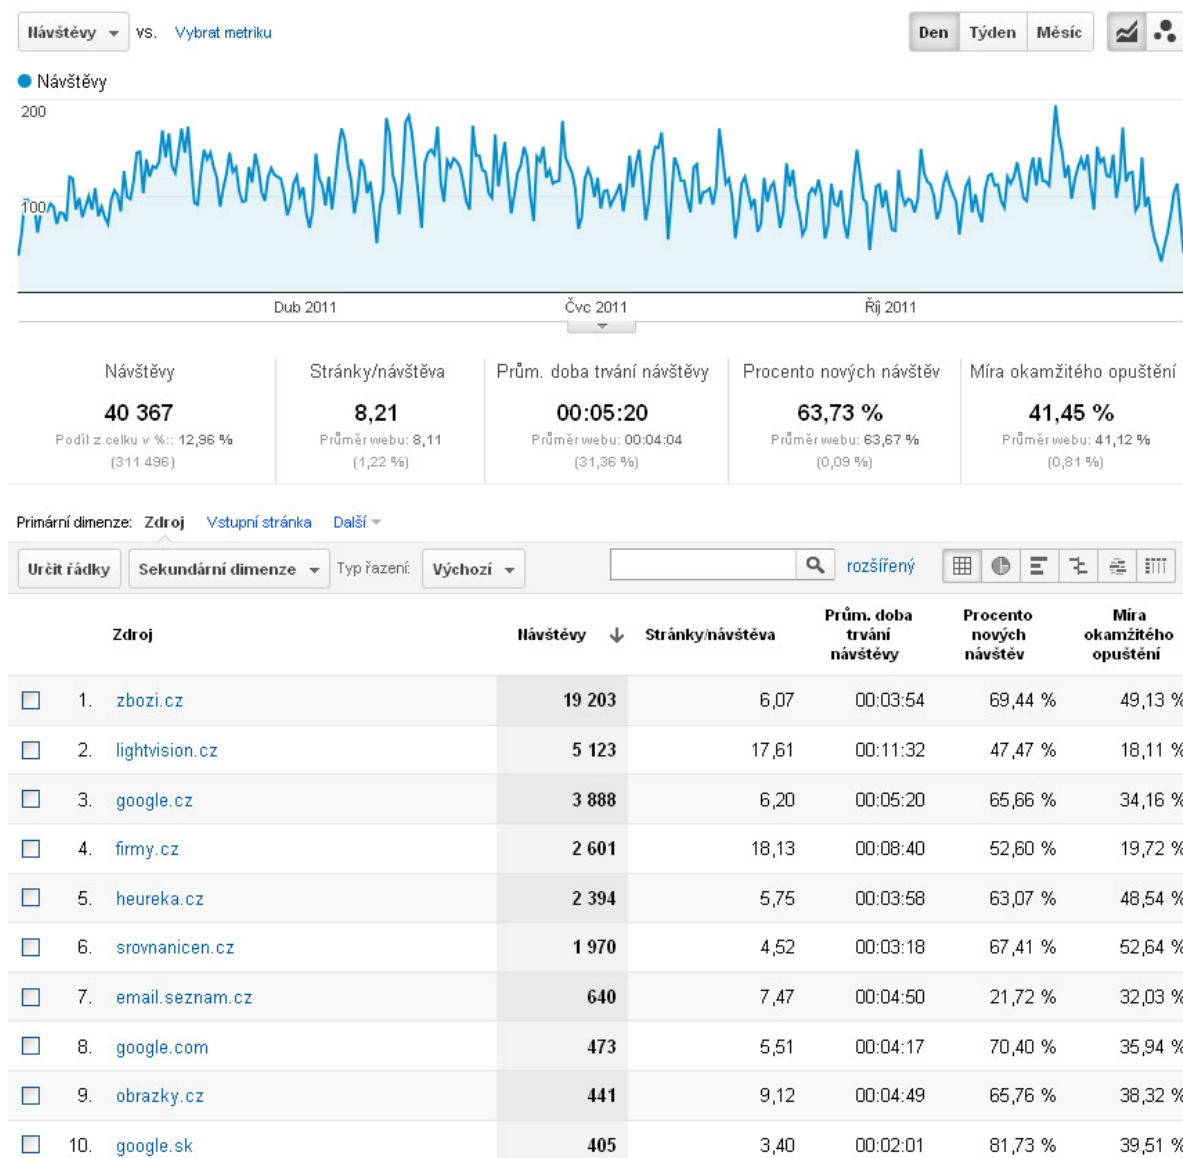 Návštěvy vs. Vybrat metriku Den Týden Měsíc
Návštěvy
200
100
Dub 2011 Čvc 2011 Říj 2011
Návštěvy Stránky/návštěva Prům. doba trvání návštěvy Procento nových návštěv Míra okamžitého opuštění
40 367 8,21 00:05:20 63,73 % 41,45 %
Podíl z celku v %:: 12,96 % Průměr webu: 8,11 Průměr webu: 00:04:04 Průměr webu: 63,67 % Průměr webu: 41,12 %
(311 496) (1,22 %) (31,36 %) (0,09 %) (0,81 %)
Primární dimenze: Zdroj Vstupní stránka Další
Určit řádky Sekundární dimenze Typ řazení: Výchozí rozšířený
Zdroj Návštěvy Stránky/návštěva Prům. doba trvání návštěvy Procento nových návštěv Míra okamžitého opuštění
1. zbozi.cz 19 203 6,07 00:03:54 69,44 % 49,13 %
2. lightvision.cz 5 123 17,61 00:11:32 47,47 % 18,11 %
3. google.cz 3 888 6,20 00:05:20 65,66 % 34,16 %
4. firmy.cz 2 601 18,13 00:08:40 52,60 % 19,72 %
5. heureka.cz 2 394 5,75 00:03:58 63,07 % 48,54 %
6. srovnanicen.cz 1 970 4,52 00:03:18 67,41 % 52,64 %
7. email.seznam.cz 640 7,47 00:04:50 21,72 % 32,03 %
8. google.com 473 5,51 00:04:17 70,40 % 35,94 %
9. obrazky.cz 441 9,12 00:04:49 65,76 % 38,32 %
10. google.sk 405 3,40 00:02:01 81,73 % 39,51 %